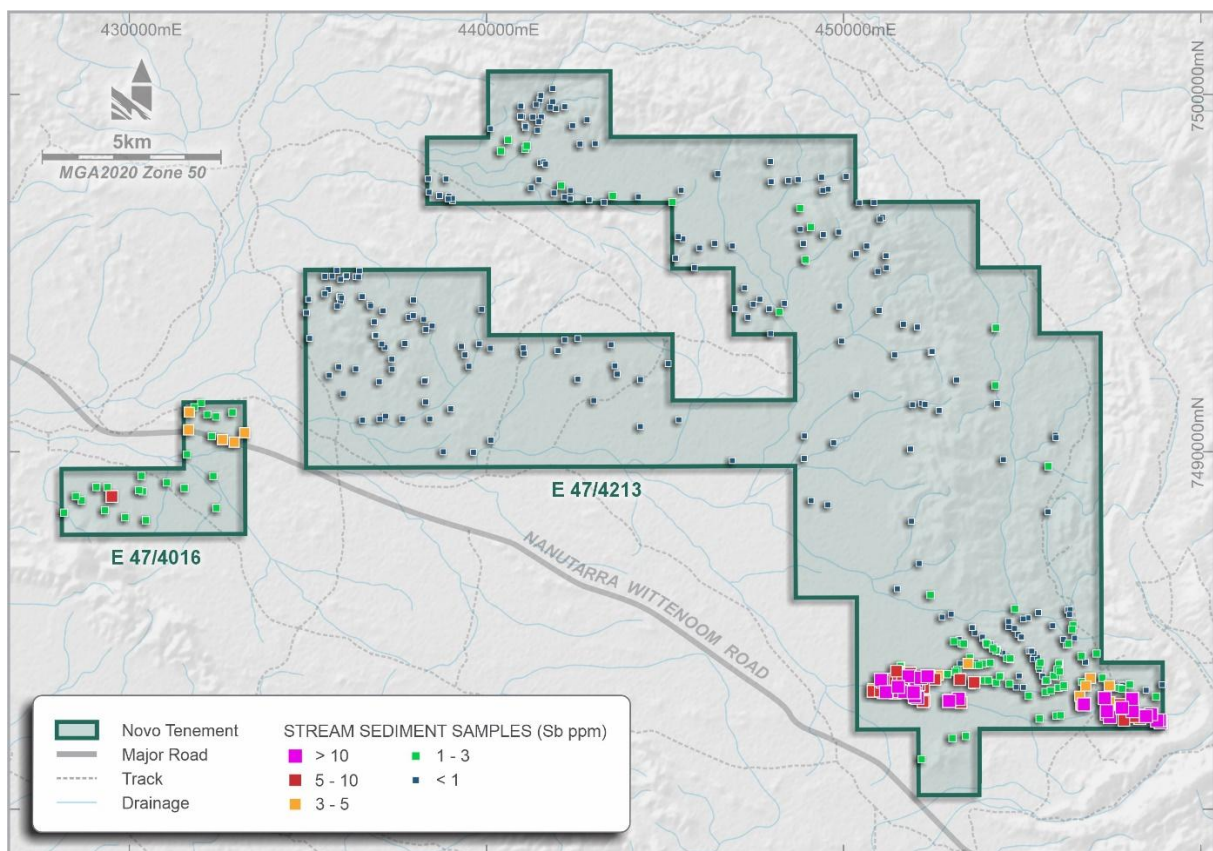 430000mE
440000mE
450000mE
7500000mN
5km
MGA2020 Zone 50
7490000mN
E 47/4213
E 47/4016
NANUTARRA WITTENOOM ROAD
Novo Tenement
Major Road
Track
Drainage
STREAM SEDIMENT SAMPLES (Sb ppm)
> 10
5 - 10
3 - 5
1 - 3
< 1